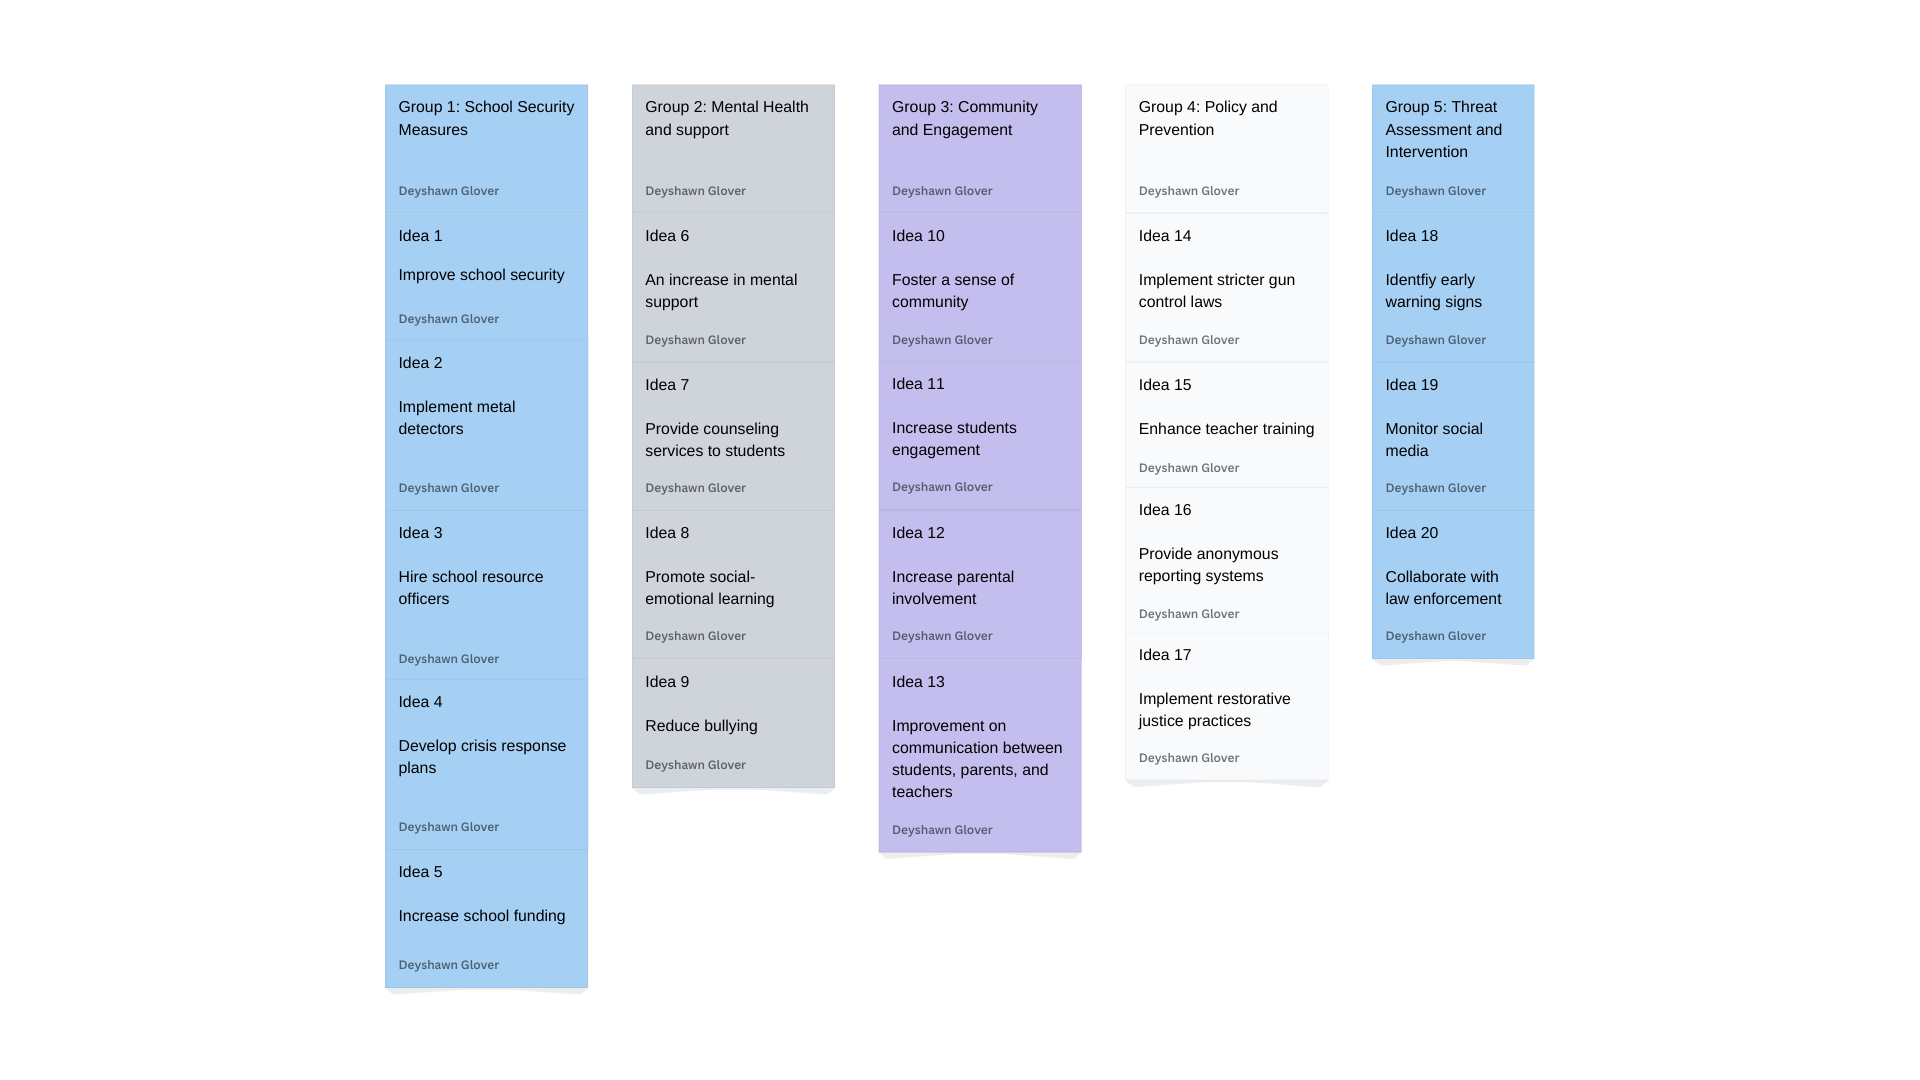 Group 1: School Security
Measures
Deyshawn Glover
Idea 1
Improve school security
Deyshawn Glover
Idea 2
Implement metal
detectors
Deyshawn Glover
Idea 3
Hire school resource
officers
Deyshawn Glover
Idea 4
Develop crisis response
plans
Deyshawn Glover
Idea 5
Increase school funding
Deyshawn Glover
Group 2: Mental Health
and support
Deyshawn Glover
Idea 6
An increase in mental
support
Deyshawn Glover
Idea 7
Provide counseling
services to students
Deyshawn Glover
Idea 8
Promote social-
emotional learning
Deyshawn Glover
Idea 9
Reduce bullying
Deyshawn Glover
Group 3: Community
and Engagement
Deyshawn Glover
Idea 10
Foster a sense of
community
Deyshawn Glover
Idea 11
Increase students
engagement
Deyshawn Glover
Idea 12
Increase parental
involvement
Deyshawn Glover
Idea 13
Improvement on
communication between
students, parents, and
teachers
Deyshawn Glover
Group 4: Policy and
Prevention
Deyshawn Glover
Idea 14
Implement stricter gun
control laws
Deyshawn Glover
Idea 15
Enhance teacher training
Deyshawn Glover
Idea 16
Provide anonymous
reporting systems
Deyshawn Glover
Idea 17
Implement restorative
justice practices
Deyshawn Glover
Group 5: Threat
Assessment and
Intervention
Deyshawn Glover
Idea 18
Identfiy early
warning signs
Deyshawn Glover
Idea 19
Monitor social
media
Deyshawn Glover
Idea 20
Collaborate with
law enforcement
Deyshawn Glover